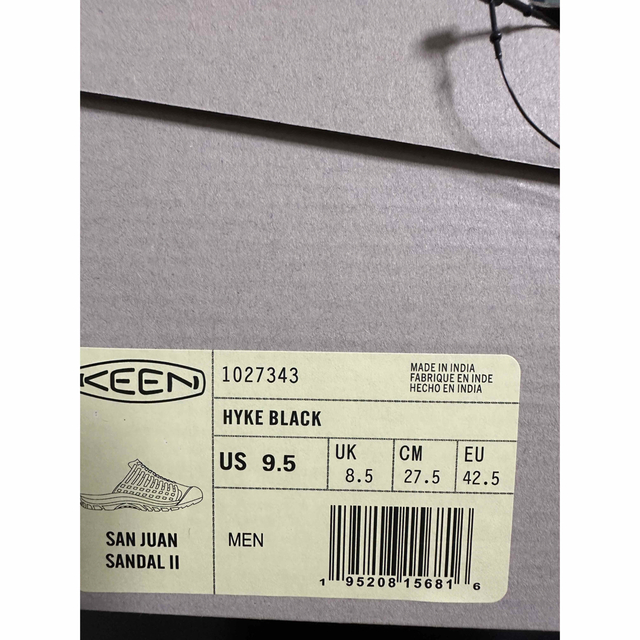 KEEN
1027343
MADE IN INDIA
FABRIQUE EN INDE
HECHO EN INDIA
HYKE BLACK
US 9.5
UK
8.5
CM
27.5
EU
42.5
SAN JUAN
SANDAL II
MEN
1 95208 15681 6